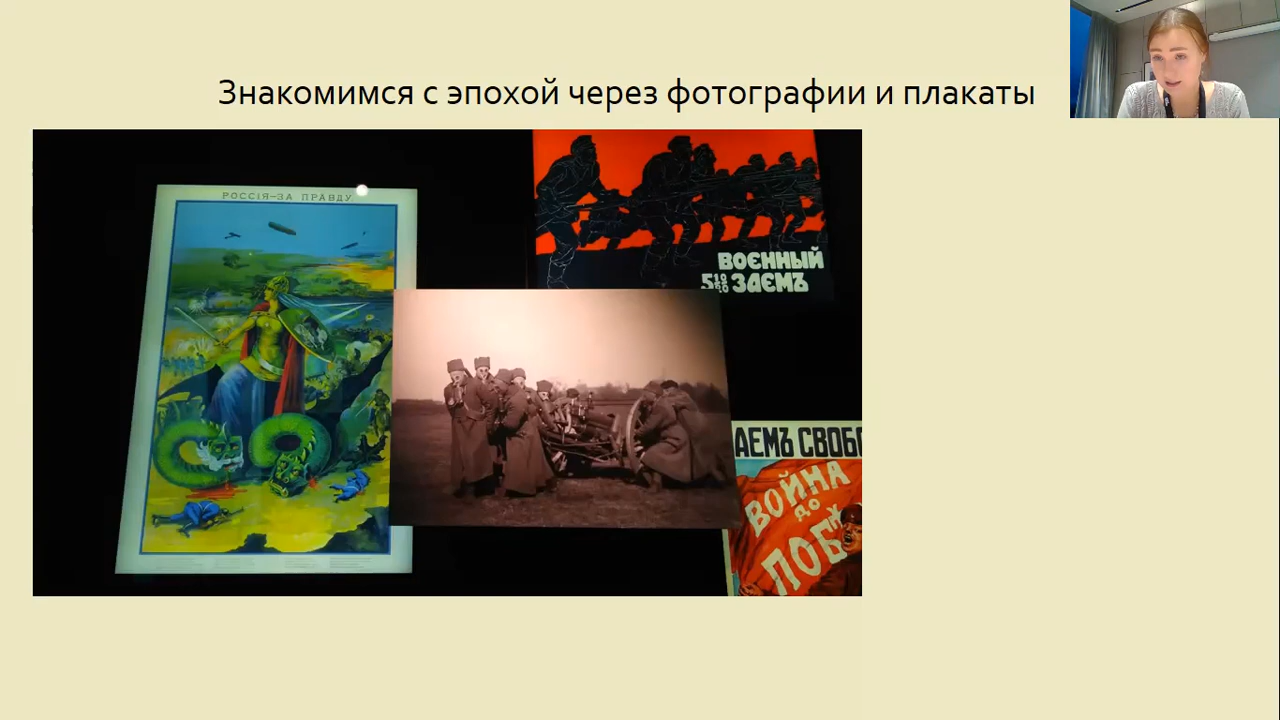 Знакомимся с эпохой через фотографии и плакаты
РОССІЯ—ЗА ПРАВДУ
ВОЕННЫЙ
5½% ЗАЕМЪ
АЕМЪ СВОБО
ВОЙНА
ДО
ПОБ